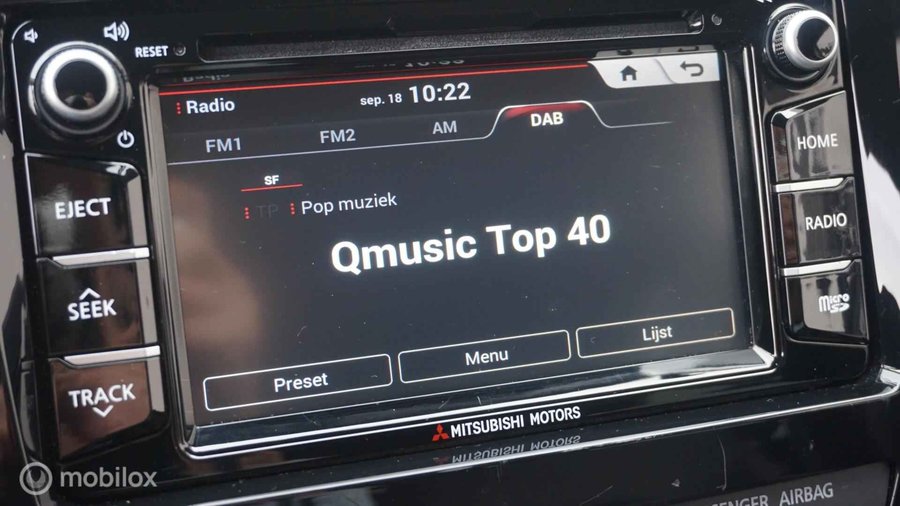 RESET
Radio
sep. 18 10:22
FM1 FM2 AM DAB
SF
TP Pop muziek
Qmusic Top 40
Preset Menu Lijst
EJECT
SEEK
TRACK
HOME
RADIO
micro SD
MITSUBISHI MOTORS
AIRBAG
mobilox